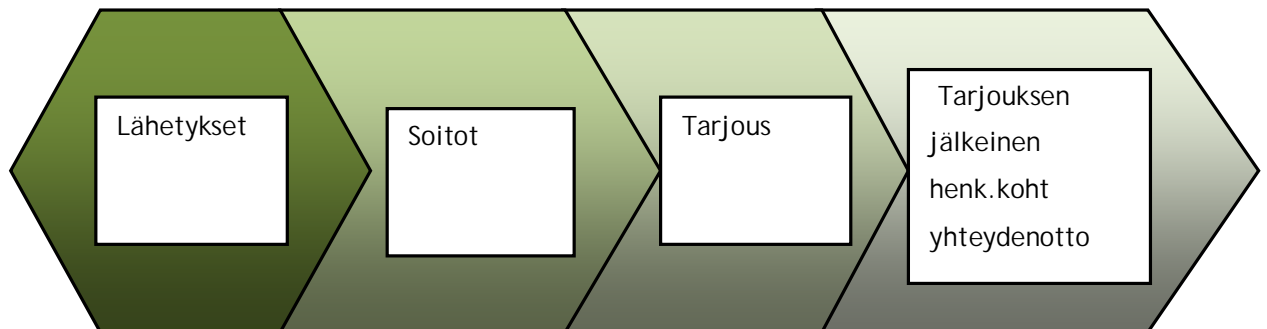 Lähetykset
Soitot
Tarjous
Tarjouksen
jälkeinen
henk.koht
yhteydenotto